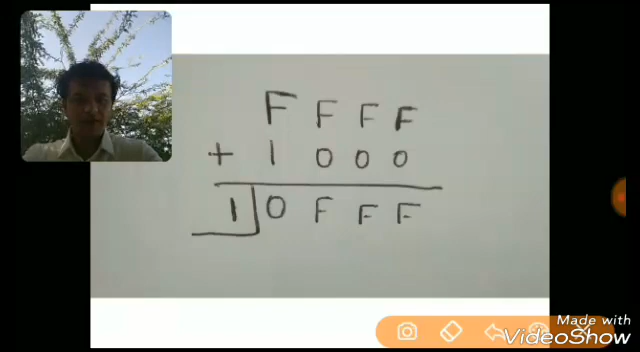 F F F F
+ 1 0 0 0
1 0 F F F
Made with
VideoShow